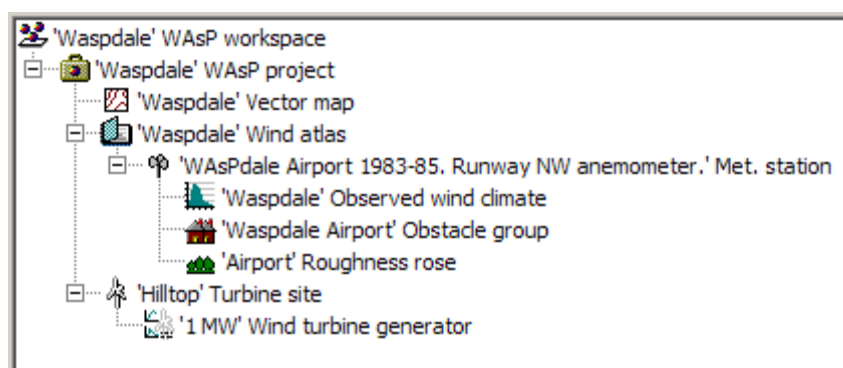 'Waspdale' WAsP workspace
'Waspdale' WAsP project
'Waspdale' Vector map
'Waspdale' Wind atlas
'WAsPdale Airport 1983-85. Runway NW anemometer.' Met. station
'Waspdale' Observed wind climate
'Waspdale Airport' Obstacle group
'Airport' Roughness rose
'Hilltop' Turbine site
'1 MW' Wind turbine generator